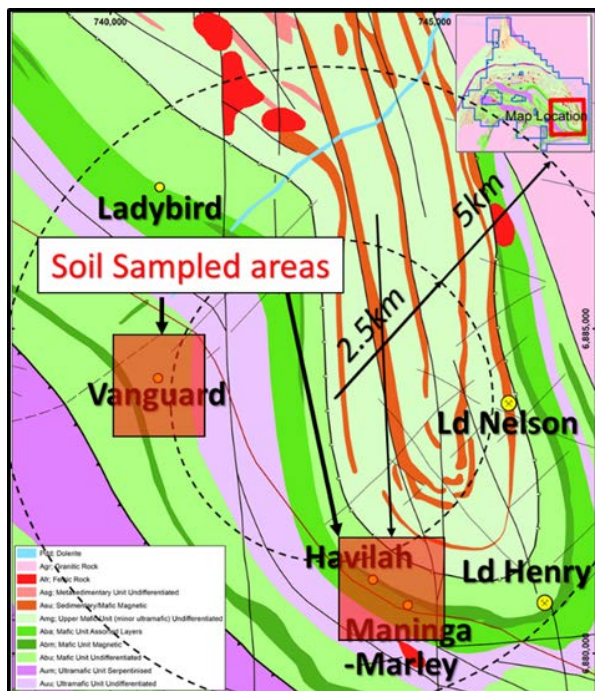 740,000
745,000
Map Location
Ladybird
5km
Soil Sampled areas
2.5km
6,885,000
Vanguard
Ld Nelson
Havilah
Ld Henry
Maninga
-Marley
6,880,000
Dolerite
Agr; Granitic Rock
Afr; Felsic Rock
Asg; Metasedimentary Unit Undifferentiated
Asu; Sedimentary/Mafic Magnetic
Amg; Upper Mafic Unit (minor ultramafic) Undifferentiated
Aba; Mafic Unit Assorted Layers
Abm; Mafic Unit Magnetic
Abu; Mafic Unit Undifferentiated
Aum; Ultramafic Unit Serpentinised
Auu; Ultramafic Unit Undifferentiated